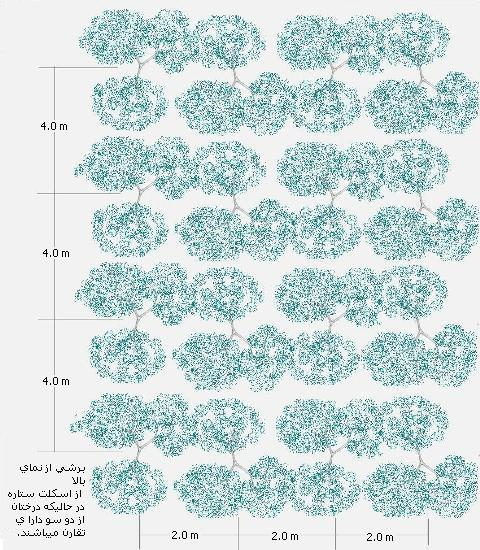 4.0 m
4.0 m
4.0 m
برشي از نماي
بالا
از اسكلت ستاره
در حاليكه درختان
از دو سو دارا ي
تقارن ميباشند.
2.0 m
2.0 m
2.0 m